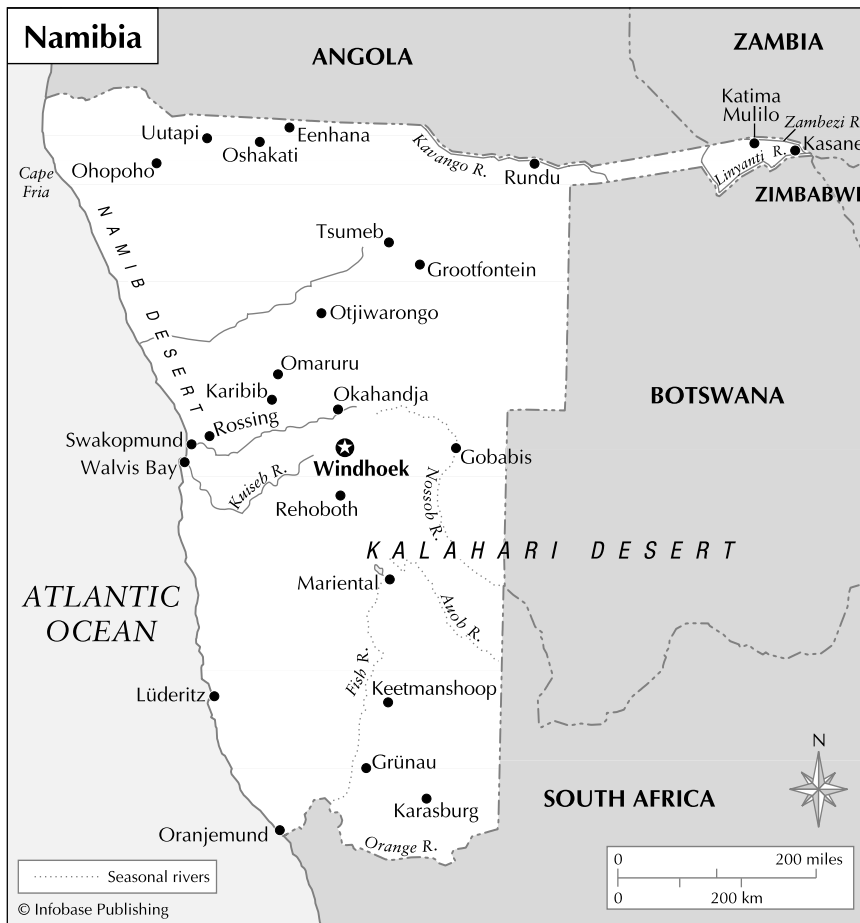 Namibia
ANGOLA
ZAMBIA
Katima
Mulilo
Zambezi R
Kasane
Linyanti R.
ZIMBABWE
Uutapi
Eenhana
Oshakati
Ohopoho
Kavango R.
Rundu
Cape
Fria
NAMIB DESERT
Tsumeb
Grootfontein
Otjiwarongo
Omaruru
Karibib
Okahandja
BOTSWANA
Rossing
Swakopmund
Walvis Bay
Windhoek
Gobabis
Kuiseb R.
Rehoboth
Nossob R.
KALAHARI DESERT
Mariental
ATLANTIC
OCEAN
Auob R.
Fish R.
Lüderitz
Keetmanshoop
Grünau
Karasburg
SOUTH AFRICA
N
Oranjemund
Orange R.
Seasonal rivers
0 200 miles
0 200 km
© Infobase Publishing